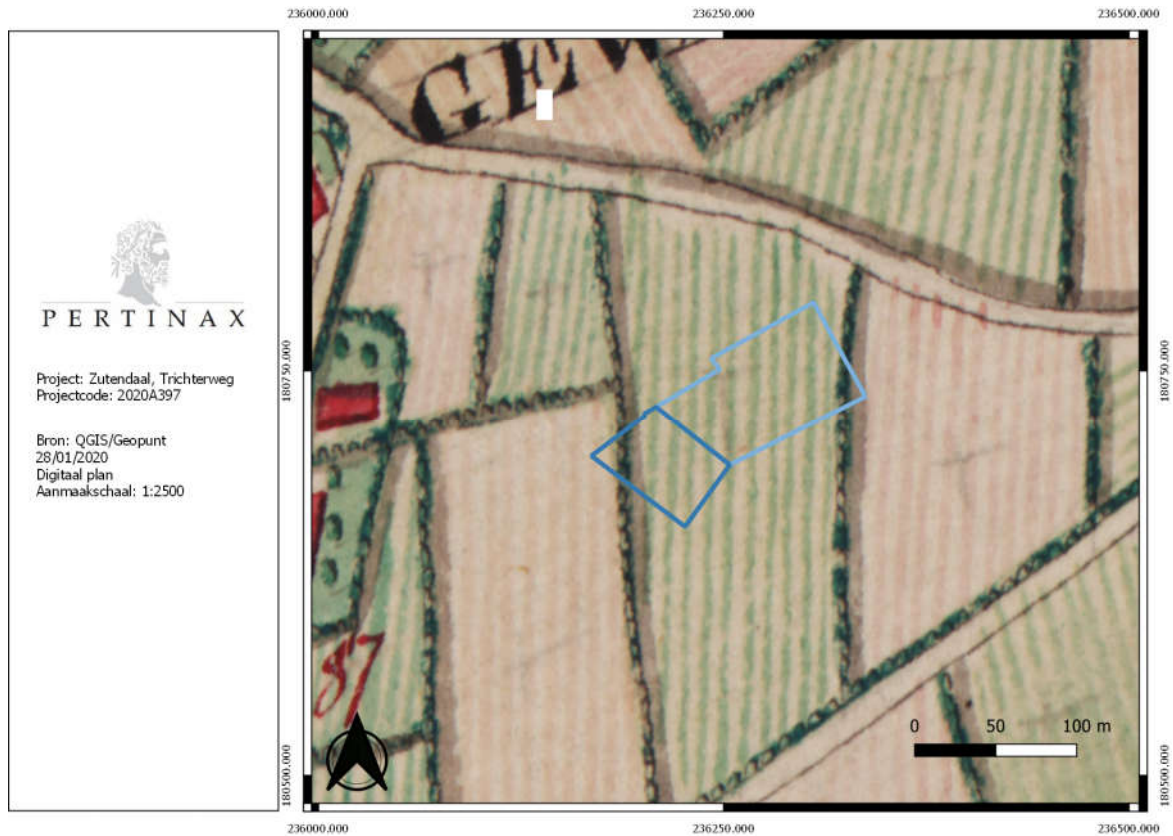 236000.000
236250.000
236500.000
PERTINAX
Project: Zutendaal, Trichterweg
Projectcode: 2020A397
Bron: QGIS/Geopunt
28/01/2020
Digitaal plan
Aanmaakschaal: 1:2500
180750.000
180500.000
GEW
87
0 50 100 m
180750.000
180500.000
236000.000
236250.000
236500.000